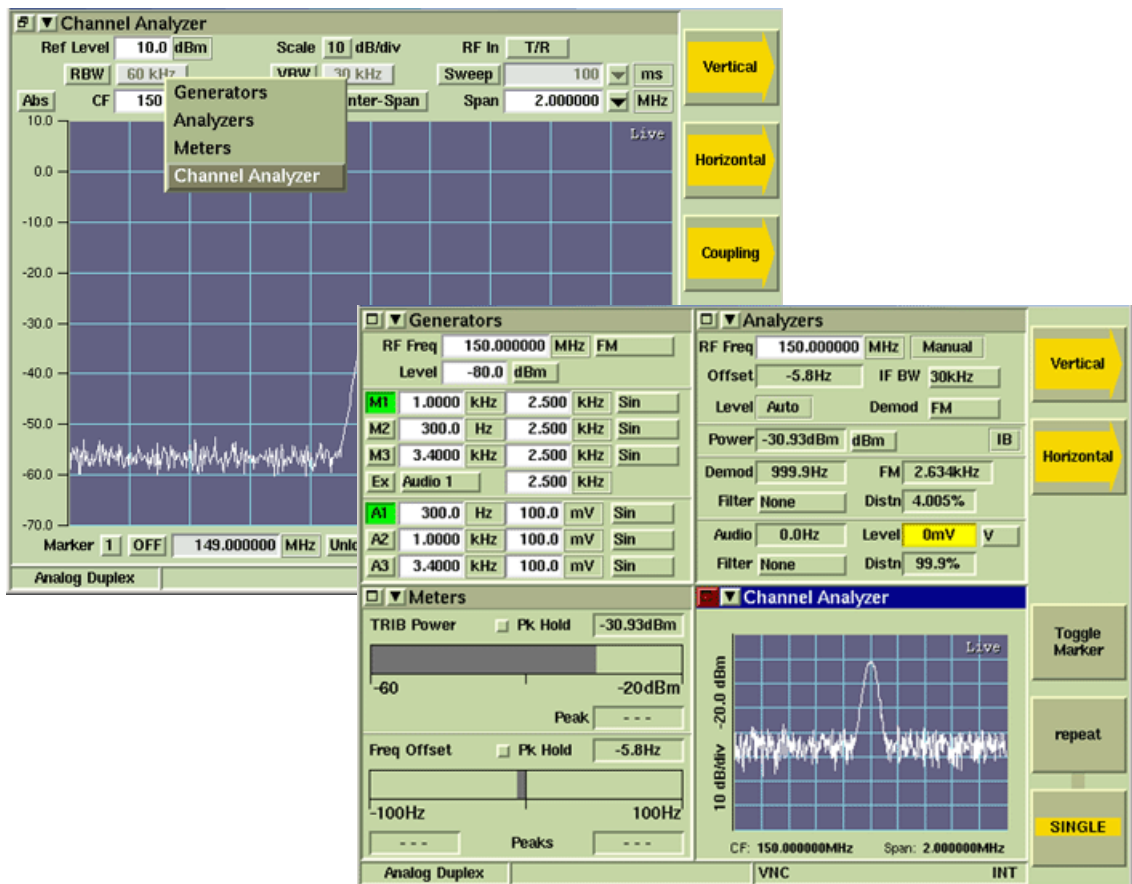 Channel Analyzer
Ref Level 10.0 dBm Scale 10 dB/div RF In T/R
RBW 60 kHz VBW 30 kHz Sweep 100 ms
Abs CF 150 nter-Span Span 2.000000 MHz
Generators
Analyzers
Meters
Channel Analyzer
Live
10.0
0.0
-10.0
-20.0
-30.0
-40.0
-50.0
-60.0
-70.0
Marker 1 OFF 149.000000 MHz
Analog Duplex
Vertical
Horizontal
Coupling
Generators
RF Freq 150.000000 MHz FM
Level -80.0 dBm
M1 1.0000 kHz 2.500 kHz Sin
M2 300.0 Hz 2.500 kHz Sin
M3 3.4000 kHz 2.500 kHz Sin
Ex Audio 1 2.500 kHz
A1 300.0 Hz 100.0 mV Sin
A2 1.0000 kHz 100.0 mV Sin
A3 3.4000 kHz 100.0 mV Sin
Analyzers
RF Freq 150.000000 MHz Manual
Offset -5.8Hz IF BW 30kHz
Level Auto Demod FM
Power -30.93dBm dBm IB
Demod 999.9Hz FM 2.634kHz
Filter None Distn 4.005%
Audio 0.0Hz Level 0mV V
Filter None Distn 99.9%
Meters
TRIB Power Pk Hold -30.93dBm
-60 -20dBm
Peak - - -
Freq Offset Pk Hold -5.8Hz
-100Hz 100Hz
- - - Peaks - - -
Channel Analyzer
Live
10 dB/div -20.0 dBm
CF: 150.000000MHz Span: 2.000000MHz
Analog Duplex VNC INT
Vertical
Horizontal
Toggle
Marker
repeat
SINGLE